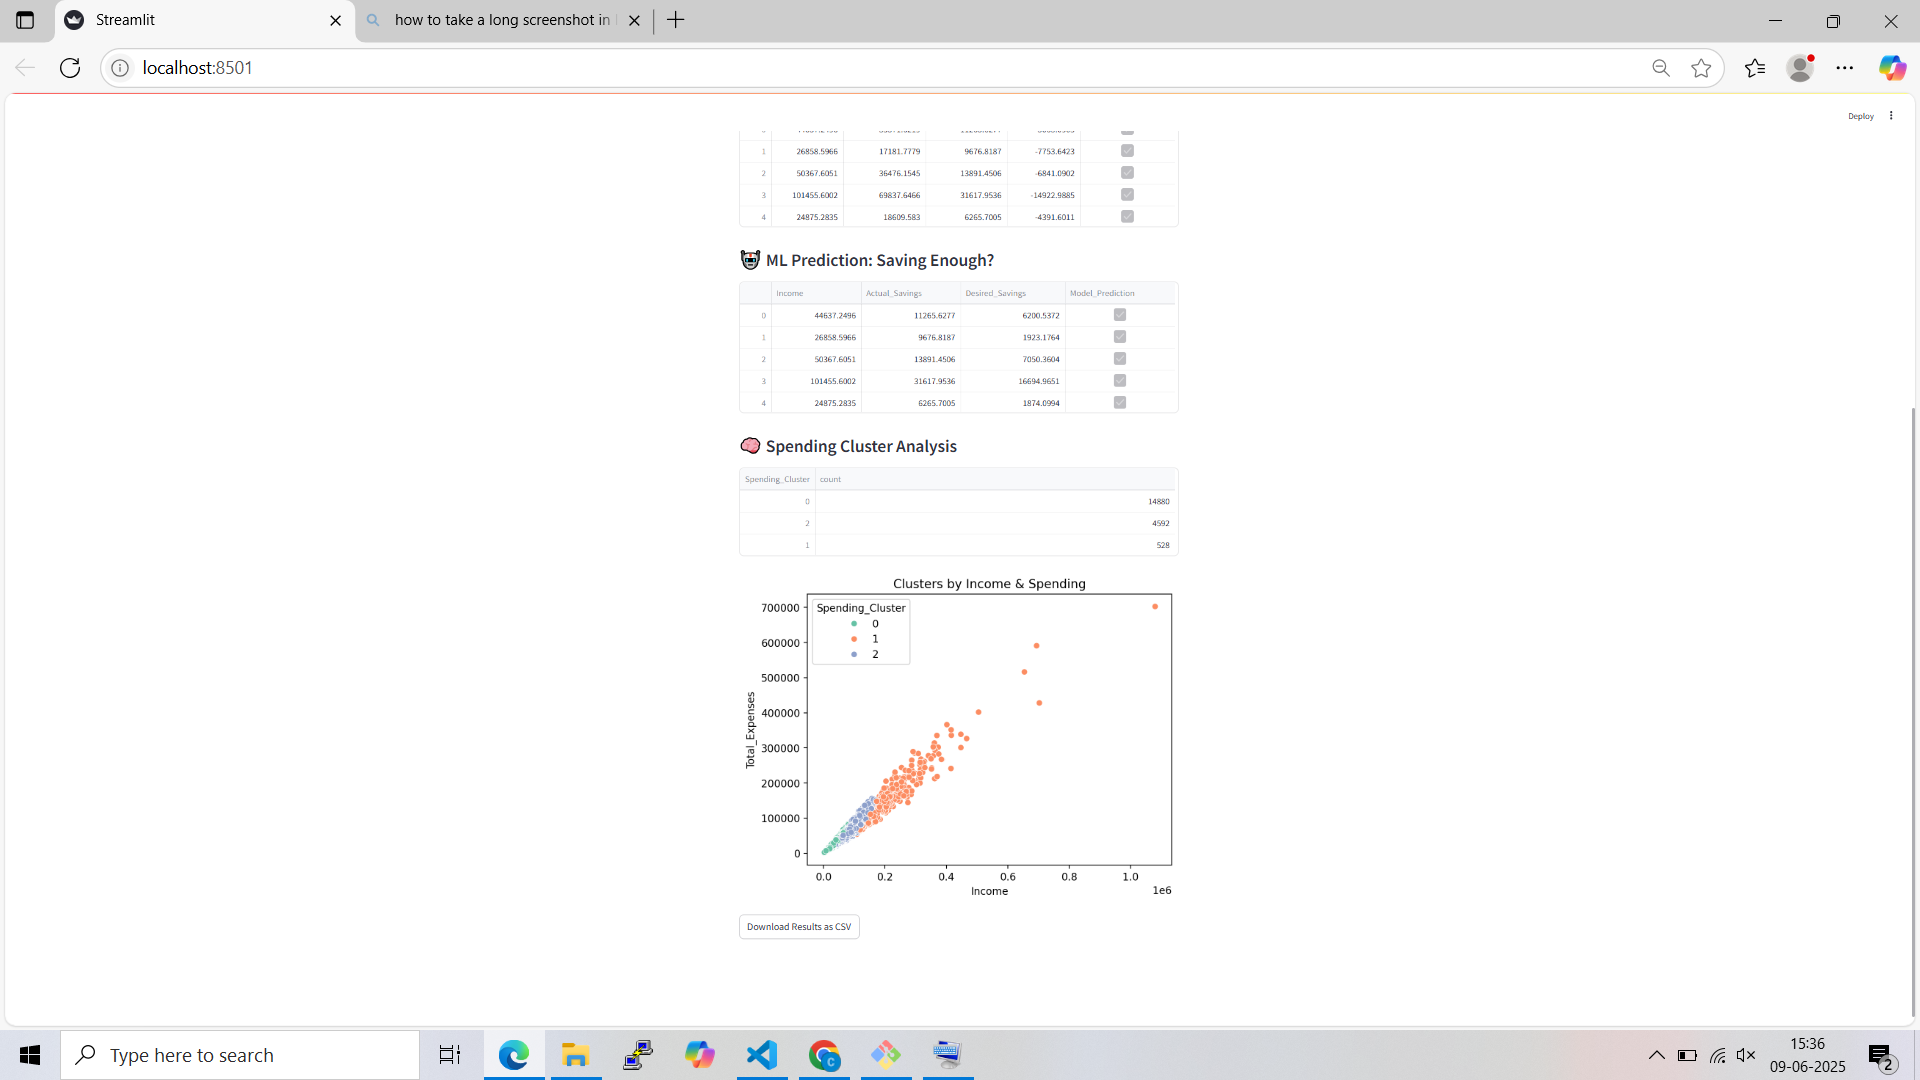 Streamlit
how to take a long screenshot in
localhost:8501
Deploy
1 26858.5966 17181.7779 9676.8187 -7753.6423
2 50367.6051 36476.1545 13891.4506 -6841.0902
3 101455.6002 69837.6466 31617.9536 -14922.9885
4 24875.2835 18609.583 6265.7005 -4391.6011
ML Prediction: Saving Enough?
Income Actual_Savings Desired_Savings Model_Prediction
0 44637.2496 11265.6277 6200.5372
1 26858.5966 9676.8187 1923.1764
2 50367.6051 13891.4506 7050.3604
3 101455.6002 31617.9536 16694.9651
4 24875.2835 6265.7005 1874.0994
Spending Cluster Analysis
Spending_Cluster count
0 14880
2 4592
1 528
Clusters by Income & Spending
Spending_Cluster
0
1
2
700000
600000
500000
400000
300000
200000
100000
0
Total_Expenses
0.0 0.2 0.4 0.6 0.8 1.0
1e6
Income
Download Results as CSV
Type here to search
C
15:36
09-06-2025
2